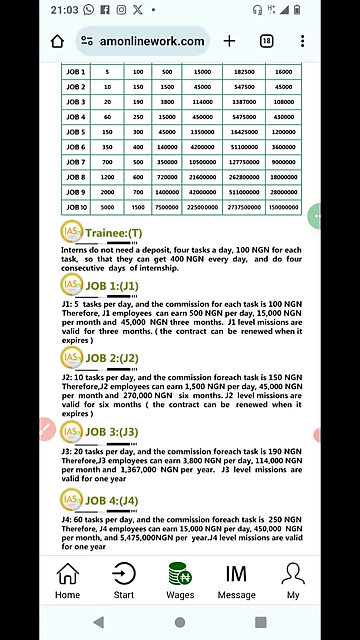 21:03
amonlinework.com
18
JOB 1 5 100 500 15000 182500 16000
JOB 2 10 150 1500 45000 547500 45000
JOB 3 20 190 3800 114000 1387000 108000
JOB 4 60 250 15000 450000 5475000 430000
JOB 5 150 300 45000 1350000 16425000 1200000
JOB 6 350 400 140000 4200000 51100000 3600000
JOB 7 700 500 350000 10500000 127750000 9000000
JOB 8 1200 600 720000 21600000 262800000 18000000
JOB 9 2000 700 1400000 42000000 511000000 28000000
JOB 10 5000 1500 7500000 225000000 2737500000 150000000
IAS Trainee:(T)
Interns do not need a deposit, four tasks a day, 100 NGN for each
task, so that they can get 400 NGN every day, and do four
consecutive days of internship.
IAS JOB 1:(J1)
J1: 5 tasks per day, and the commission for each task is 100 NGN
Therefore, J1 employees can earn 500 NGN per day, 15,000 NGN
per month and 45,000 NGN three months. J1 level missions are
valid for three months. ( the contract can be renewed when it
expires )
IAS JOB 2:(J2)
J2: 10 tasks per day, and the commission foreach task is 150 NGN
Therefore,J2 employees can earn 1,500 NGN per day, 45,000 NGN
per month and 270,000 NGN six months. J2 level missions are
valid for six months ( the contract can be renewed when it
expires )
IAS JOB 3:(J3)
J3: 20 tasks per day, and the commission foreach task is 190 NGN
Therefore,J3 employees can earn 3,800 NGN per day, 114,000 NGN
per month and 1,367,000 NGN per year. J3 level missions are
valid for one year
IAS JOB 4:(J4)
J4: 60 tasks per day, and the commission foreach task is 250 NGN
Therefore, J4 employees can earn 15,000 NGN per day, 450,000 NGN
per month, and 5,475,000NGN per year.J4 level missions are valid
for one year
Home Start Wages Message My
IM